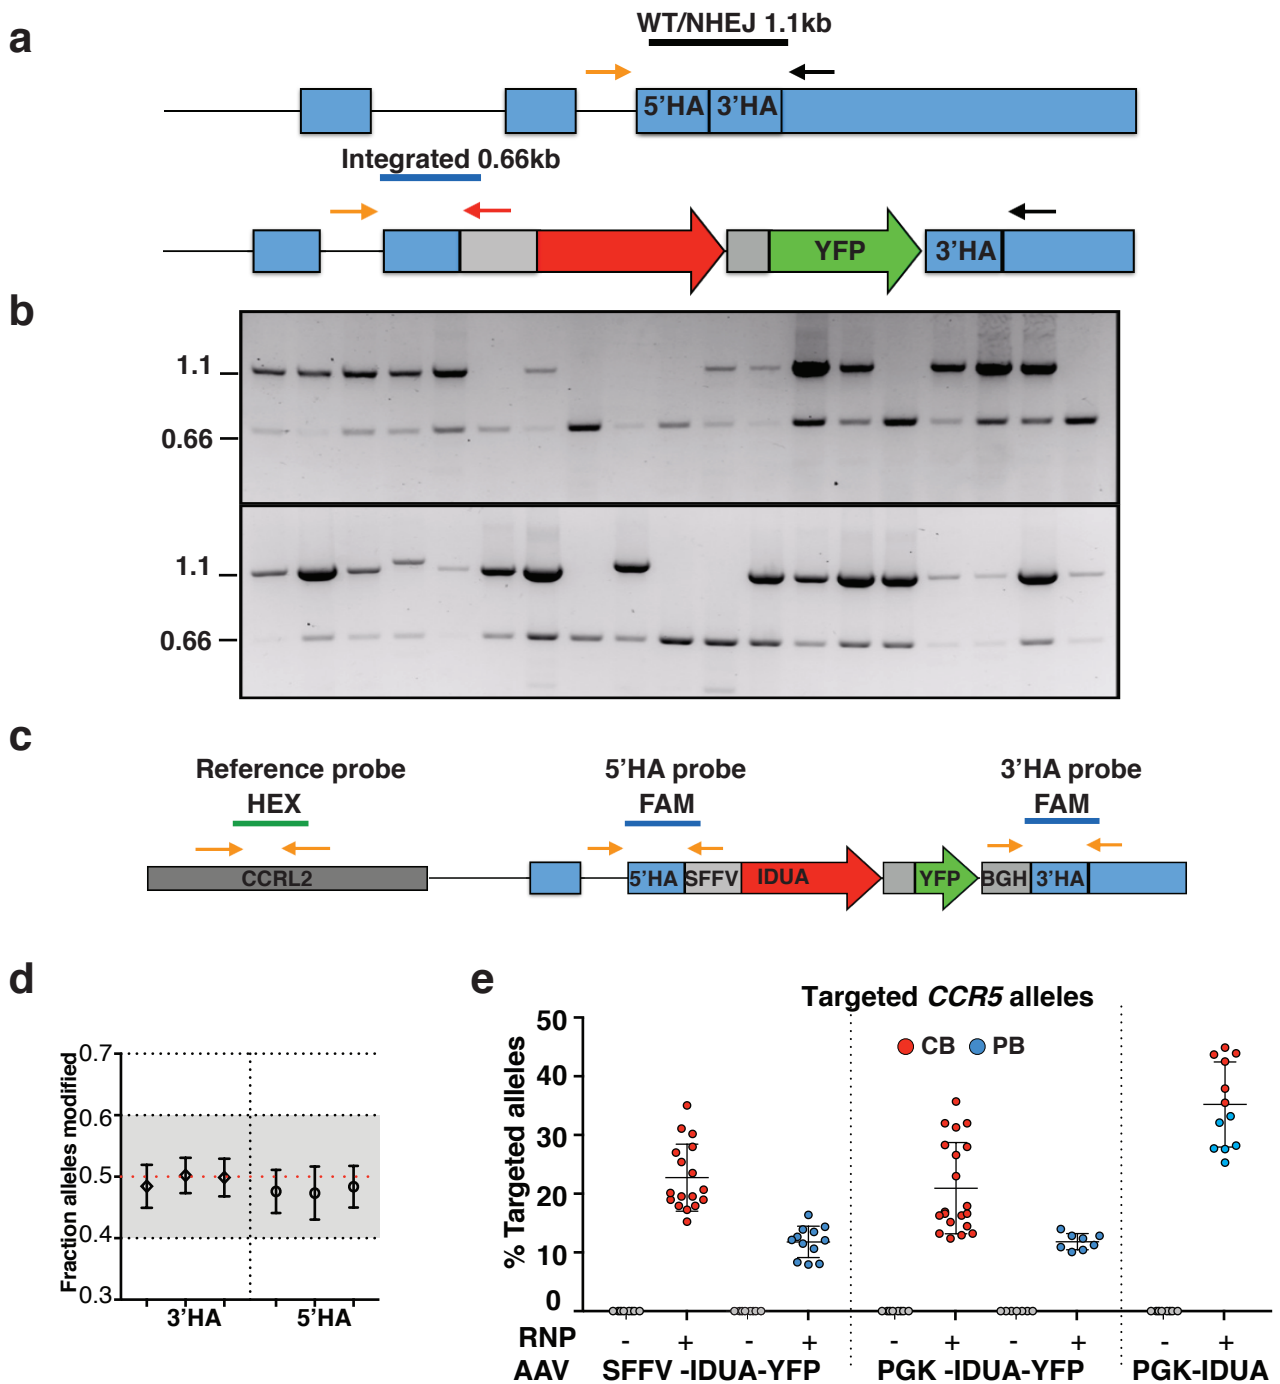 a
WT/NHEJ 1.1kb
5'HA 3'HA
Integrated 0.66kb
YFP 3'HA
b
1.1
0.66
1.1
0.66
c
Reference probe 5'HA probe 3'HA probe
HEX FAM FAM
CCRL2 5'HA SFFV IDUA YFP BGH 3'HA
d
Fraction alleles modified
0.7
0.6
0.5
0.4
0.3
3'HA 5'HA
e
Targeted CCR5 alleles
CB PB
% Targeted alleles
50
40
30
20
10
0
RNP - + - + - + - + - +
AAV SFFV -IDUA-YFP PGK -IDUA-YFP PGK-IDUA